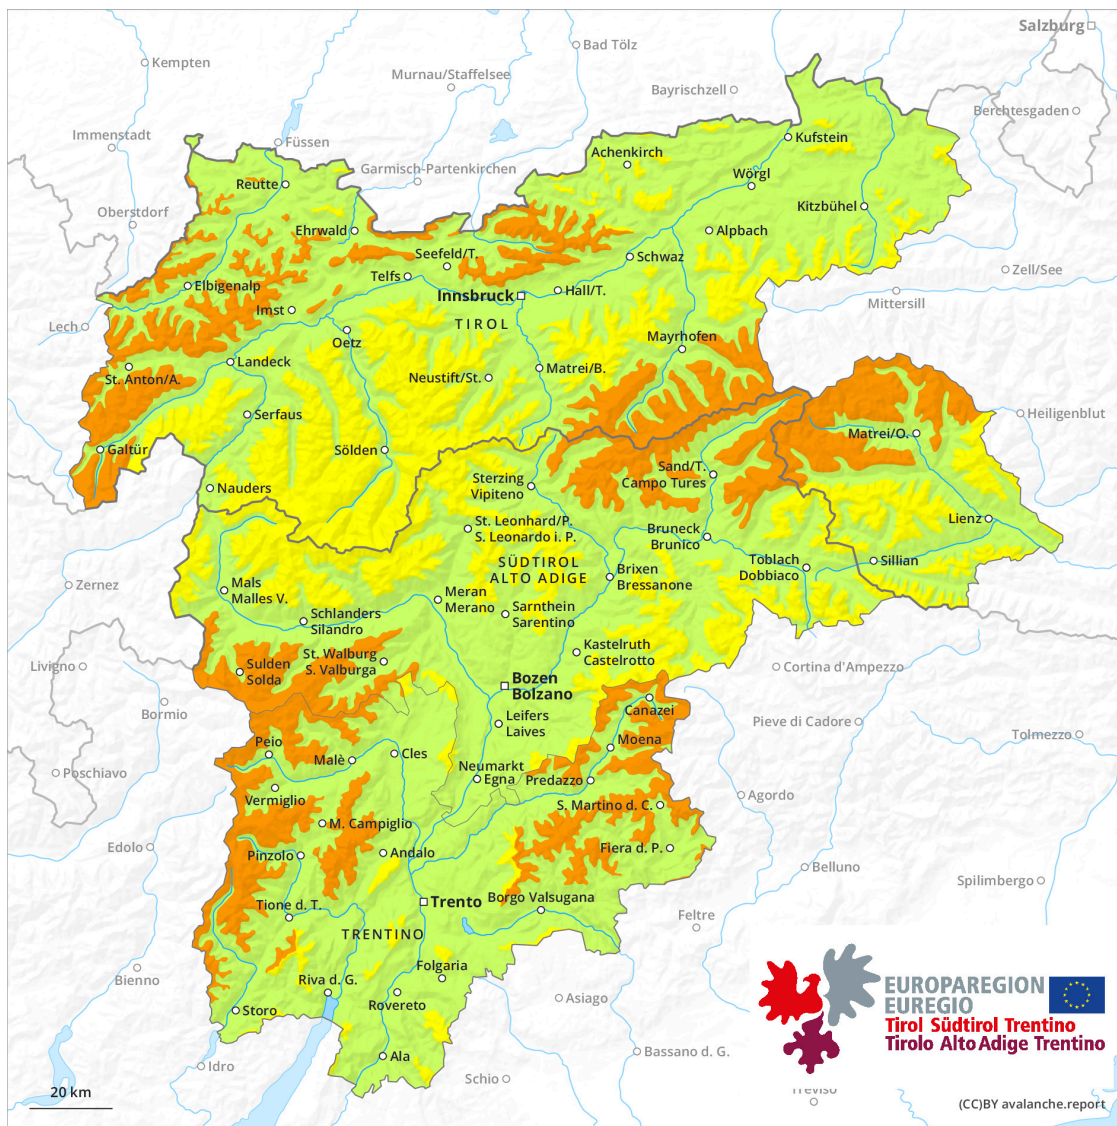 Salzburg
Bad Tölz
Kempten
Murnau/Staffelsee
Bayrischzell
Berchtesgaden
Immenstadt
Füssen
Kufstein
Achenkirch
Garmisch-Partenkirchen
Wörgl
Reutte
Oberstdorf
Kitzbühel
Ehrwald
Alpbach
Seefeld/T.
Schwaz
Zell/See
Telfs
Elbigenalp
Innsbruck
Hall/T.
Mittersill
Imst
TIROL
Lech
Oetz
Mayrhofen
Landeck
Matrei/B.
St. Anton/A.
Neustift/St.
Serfaus
Heiligenblut
Matrei/O.
Galtür
Sölden
Sand/T.
Campo Tures
Sterzing
Vipiteno
Nauders
Lienz
St. Leonhard/P.
S. Leonardo i. P.
Bruneck
Brunico
SÜDTIROL
ALTO ADIGE
Toblach
Dobbiaco
Sillian
Zernez
Mals
Malles V.
Brixen
Bressanone
Meran
Merano
Sarnthein
Sarentino
Schlanders
Silandro
Kastelruth
Castelrotto
St. Walburg
S. Valburga
Livigno
Sulden
Solda
Cortina d'Ampezzo
Bozen
Bolzano
Bormio
Canazei
Leifers
Laives
Pieve di Cadore
Tolmezzo
Moena
Peio
Cles
Malè
Neumarkt
Egna
Poschiavo
Predazzo
Vermiglio
Agordo
S. Martino d. C.
M. Campiglio
Edolo
Fiera d. P.
Pinzolo
Andalo
Belluno
Spilimbergo
Borgo Valsugana
Trento
Tione d. T.
Feltre
TRENTINO
Folgaria
Bienno
Riva d. G.
EUROPAREGION
EUREGIO
Tirol Südtirol Trentino
Tirolo Alto Adige Trentino
Asiago
Rovereto
Storo
Bassano d. G.
Ala
Idro
Schio
Treviso
20 km
(CC)BY avalanche.report